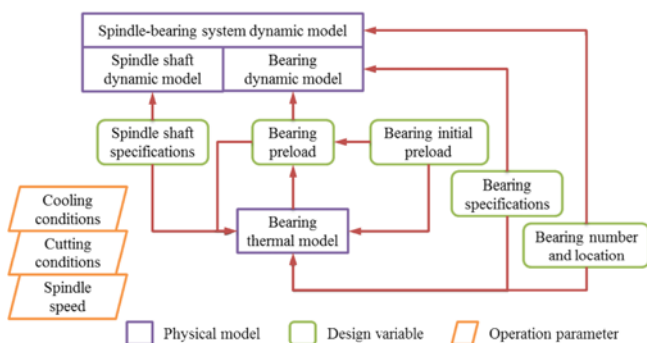 Spindle-bearing system dynamic model
Spindle shaft
dynamic model
Bearing
dynamic model
Spindle shaft
specifications
Bearing
preload
Bearing initial
preload
Bearing
specifications
Cooling
conditions
Cutting
conditions
Spindle
speed
Bearing
thermal model
Bearing number
and location
Physical model
Design variable
Operation parameter